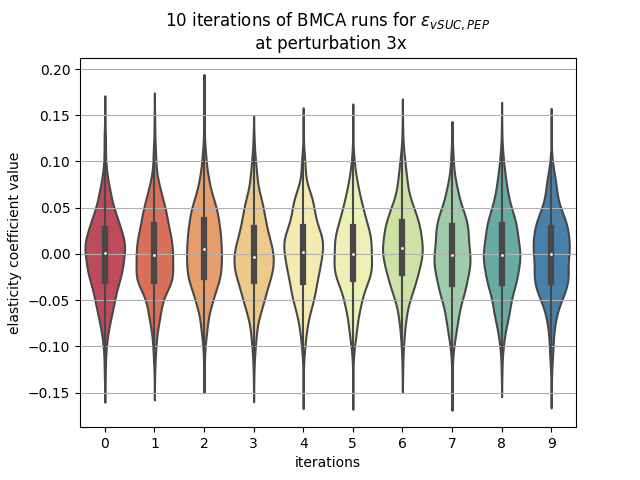 10 iterations of BMCA runs for ε_{vSUC, PEP}
at perturbation 3x
0.20
0.15
0.10
0.05
0.00
−0.05
−0.10
−0.15
elasticity coefficient value
0 1 2 3 4 5 6 7 8 9
iterations